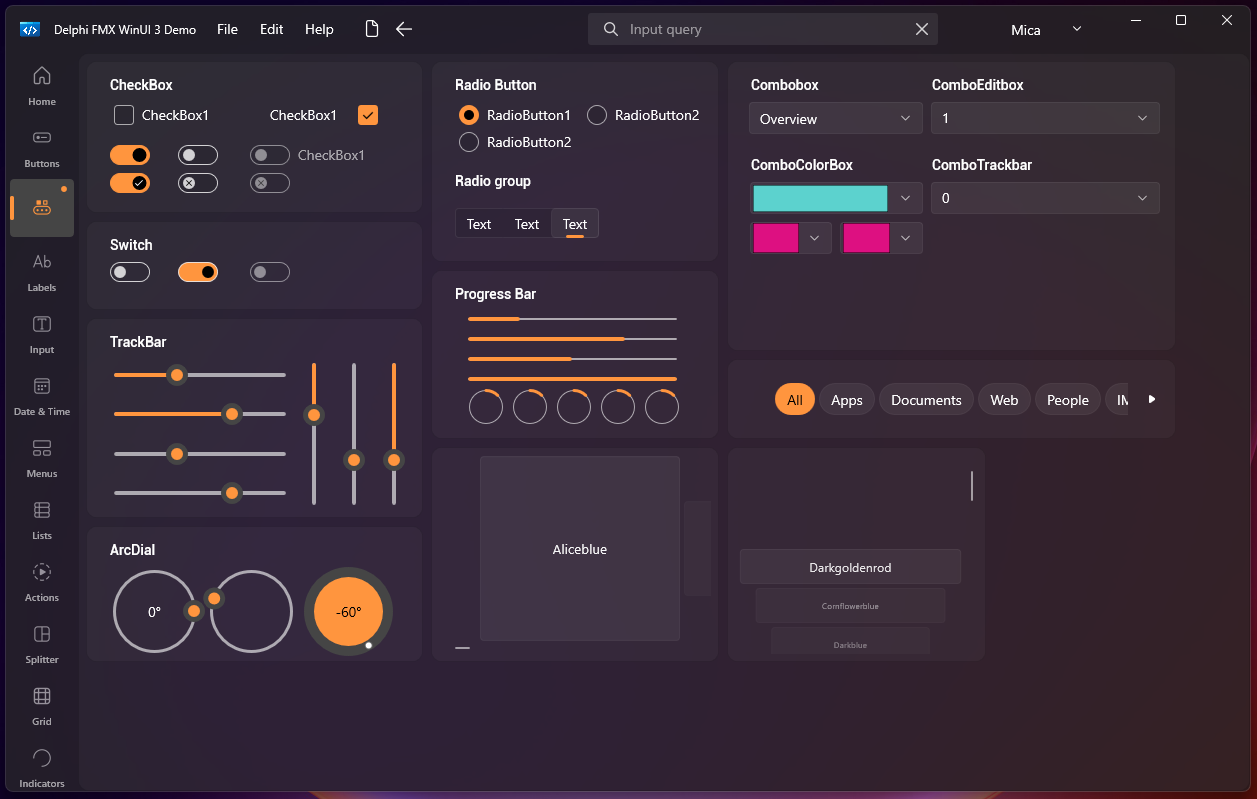 Delphi FMX WinUI 3 Demo File Edit Help Input query Mica
Home
Buttons
Ab
Labels
Input
Date & Time
Menus
Lists
Actions
Splitter
Grid
Indicators
CheckBox
CheckBox1 CheckBox1
CheckBox1
Switch
TrackBar
ArcDial
0° -60°
Radio Button
RadioButton1 RadioButton2
RadioButton2
Radio group
Text Text Text
Progress Bar
Aliceblue
Combobox ComboEditbox
Overview 1
ComboColorBox ComboTrackbar
0
All Apps Documents Web People IM
Darkgoldenrod
Cornflowerblue
Darkblue